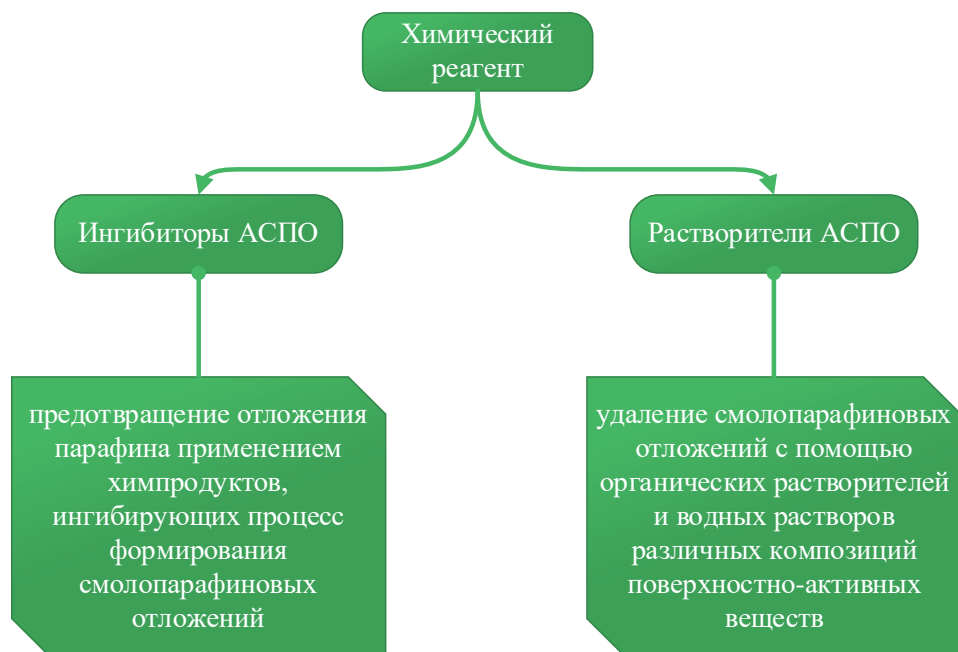 Химический
реагент
Ингибиторы АСПО
Растворители АСПО
предотвращение отложения
парафина применением
химпродуктов,
ингибирующих процесс
формирования
смолопарафиновых
отложений
удаление смолопарафиновых
отложений с помощью
органических растворителей
и водных растворов
различных композиций
поверхностно-активных
веществ